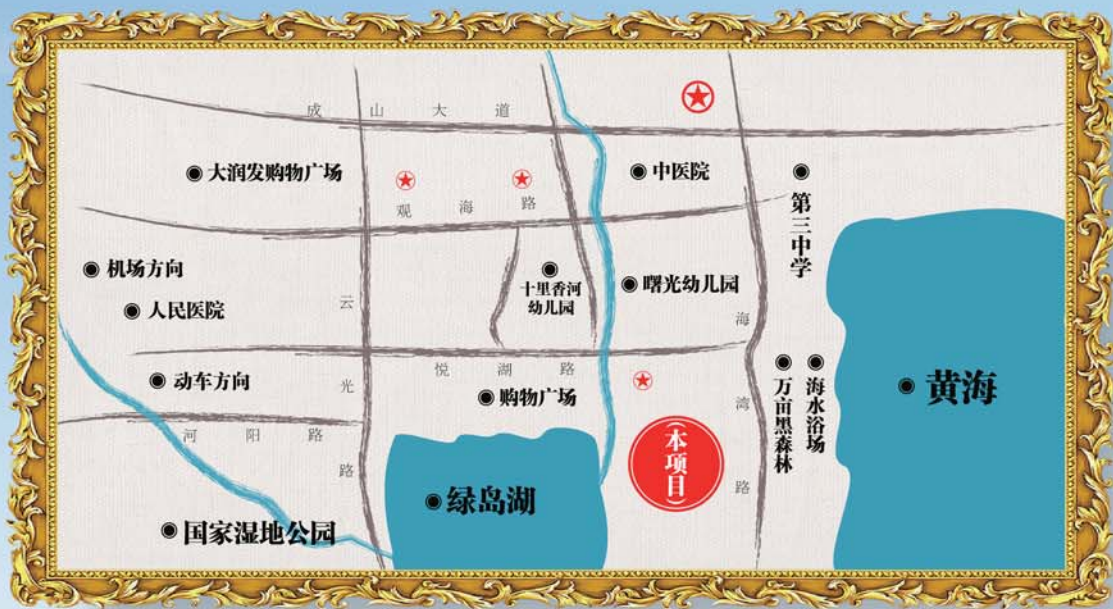 成山大道
大润发购物广场
中医院
观海路
第三中学
机场方向
十里香河
幼儿园
曙光幼儿园
人民医院
云光路
海湾路
悦湖路
动车方向
购物广场
万亩黑森林
海水浴场
黄海
河阳路
(本项目)
绿岛湖
国家湿地公园